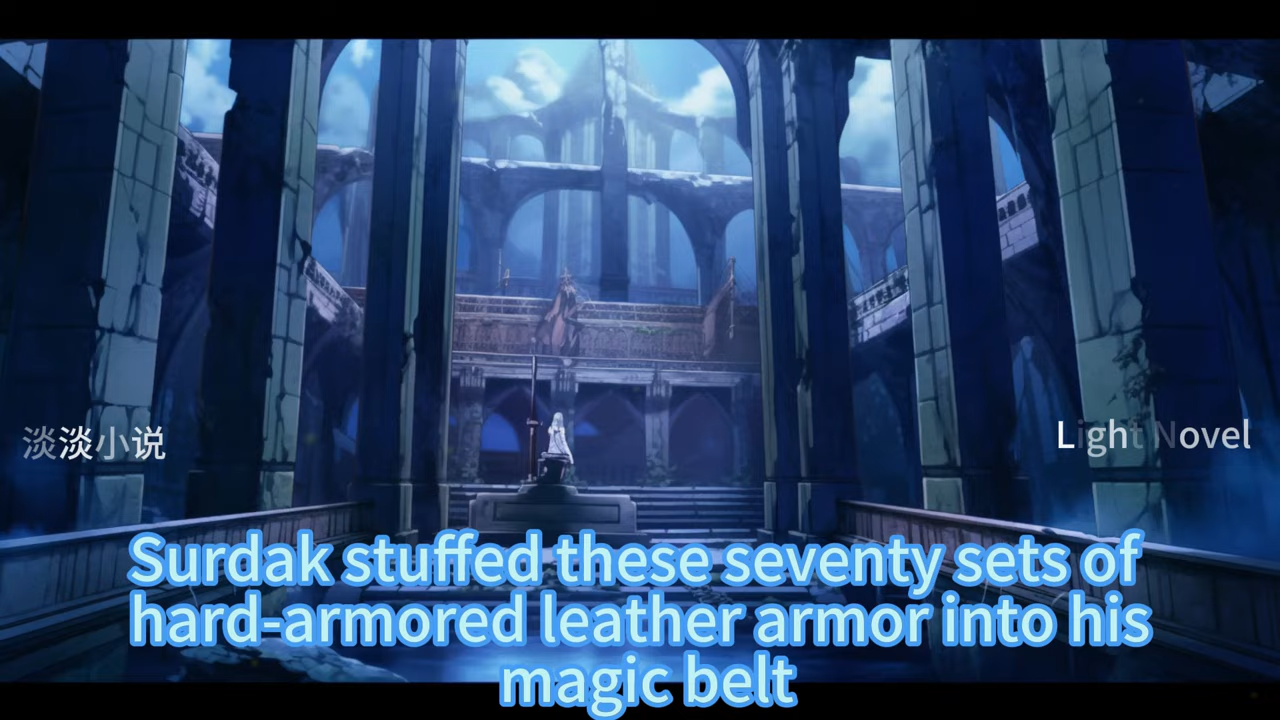 淡淡小说
Light Novel
Surdak stuffed these seventy sets of
hard-armored leather armor into his
magic belt